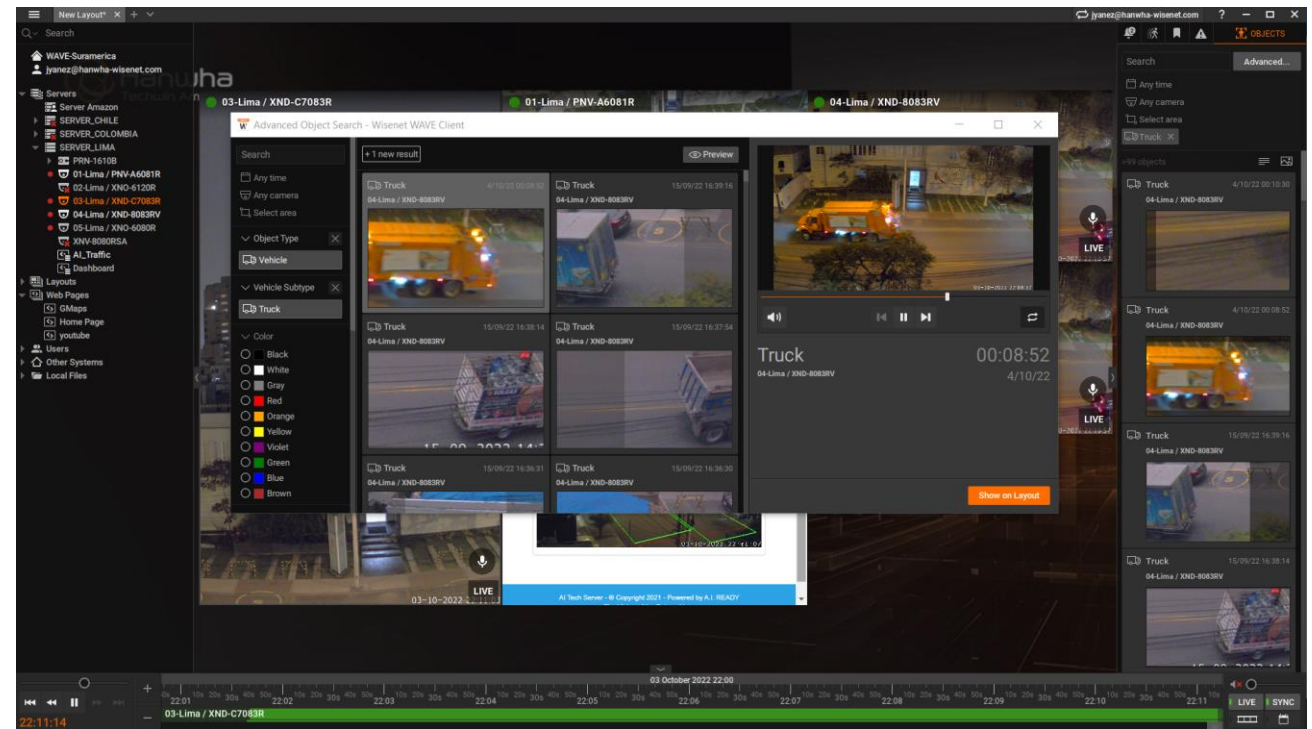 New Layout*
jyanez@hanwha-wisenet.com
?
Search
WAVE-Suramerica
jyanez@hanwha-wisenet.com
Servers
Server Amazon
SERVER_CHILE
SERVER_COLOMBIA
SERVER_LIMA
PRN-1610B
01-Lima / PNV-A6081R
02-Lima / XNO-6120R
03-Lima / XND-C7083R
04-Lima / XND-8083RV
05-Lima / XNO-6080R
XNV-8080RSA
AI_Traffic
Dashboard
Layouts
Web Pages
GMaps
Home Page
youtube
Users
Other Systems
Local Files
03-Lima / XND-C7083R
01-Lima / PNV-A6081R
04-Lima / XND-8083RV
Advanced Object Search - Wisenet WAVE Client
Search
Any time
Any camera
Select area
Object Type
Vehicle
Vehicle Subtype
Truck
Color
Black
White
Gray
Red
Orange
Yellow
Violet
Green
Blue
Brown
+ 1 new result
Preview
Truck 4/10/22 00:08:52
04-Lima / XND-8083RV
Truck 15/09/22 16:39:16
04-Lima / XND-8083RV
Truck 15/09/22 16:38:14
04-Lima / XND-8083RV
Truck 15/09/22 16:37:54
04-Lima / XND-8083RV
Truck 15/09/22 16:36:31
04-Lima / XND-8083RV
Truck 15/09/22 16:36:30
04-Lima / XND-8083RV
Truck 00:08:52
04-Lima / XND-8083RV 4/10/22
Show on Layout
LIVE
LIVE
LIVE
03-10-2022
AI Tech Server - © Copyright 2021 - Powered by A.I. READY
OBJECTS
Search
Advanced...
Any time
Any camera
Select area
Truck
>99 objects
Truck 4/10/22 00:10:30
04-Lima / XND-8083RV
Truck 4/10/22 00:08:52
04-Lima / XND-8083RV
Truck 15/09/22 16:39:16
04-Lima / XND-8083RV
Truck 15/09/22 16:38:14
04-Lima / XND-8083RV
03 October 2022 22:00
22:01 22:02 22:03 22:04 22:05 22:06 22:07 22:08 22:09 22:10 22:11
03-Lima / XND-C7083R
22:11:14
LIVE
SYNC